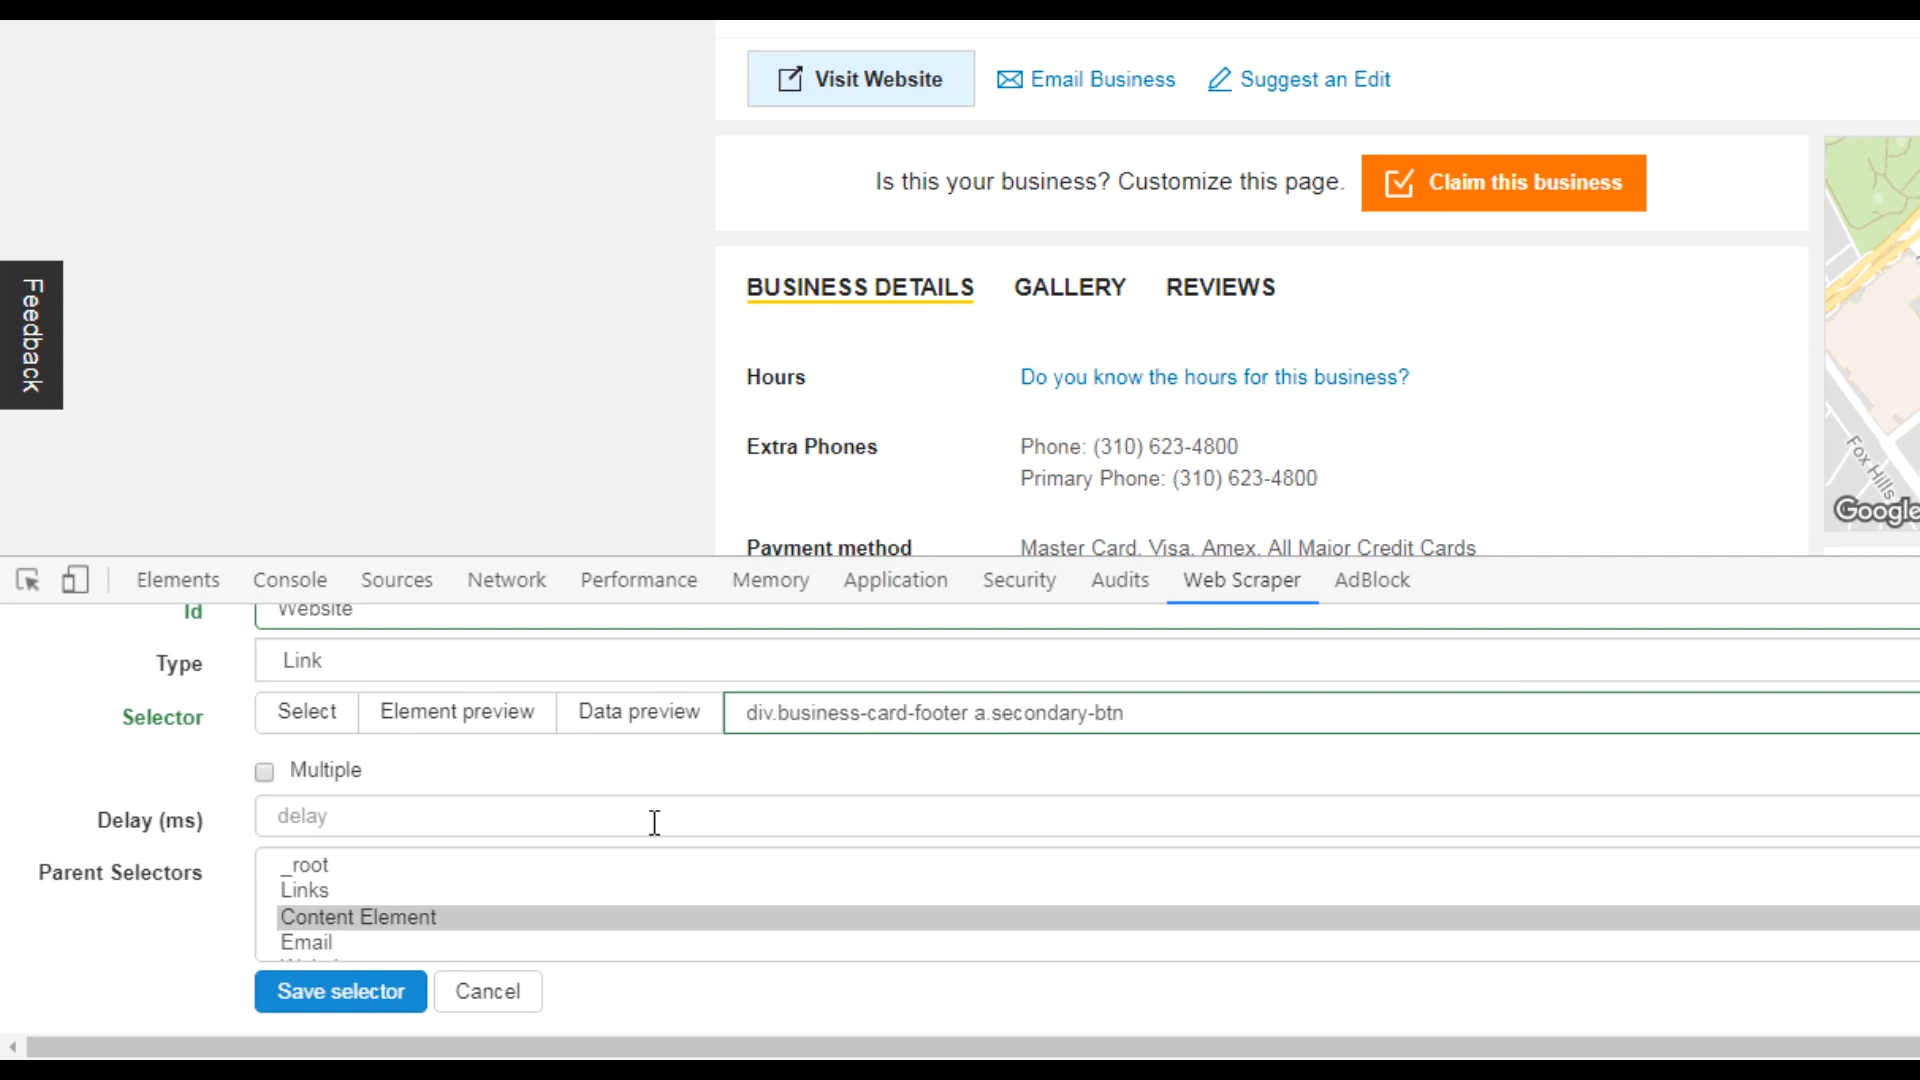 Visit Website Email Business Suggest an Edit
Is this your business? Customize this page. Claim this business
Feedback
BUSINESS DETAILS GALLERY REVIEWS
Hours Do you know the hours for this business?
Extra Phones Phone: (310) 623-4800
Primary Phone: (310) 623-4800
Payment method Master Card, Visa, Amex, All Major Credit Cards
Fox Hills
Google
Elements Console Sources Network Performance Memory Application Security Audits Web Scraper AdBlock
Id Website
Type Link
Selector Select Element preview Data preview div.business-card-footer a.secondary-btn
Multiple
Delay (ms) delay
Parent Selectors _root
Links
Content Element
Email
Save selector Cancel